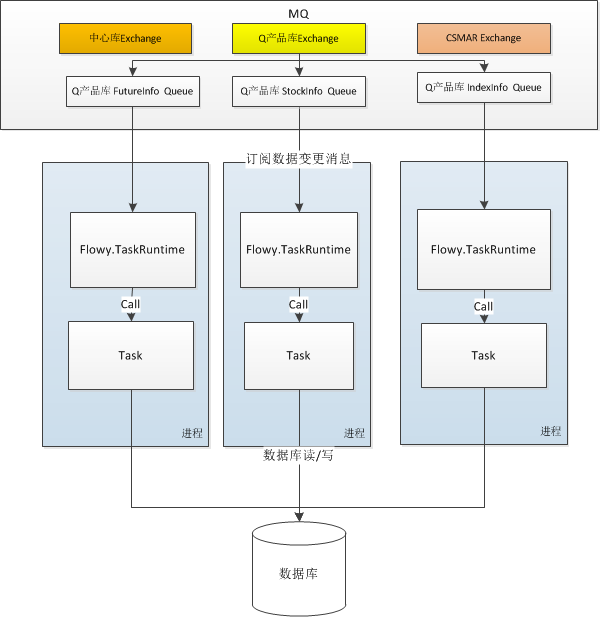 MQ
中心库Exchange
Q产品库Exchange
CSMAR Exchange
Q产品库 FutureInfo Queue
Q产品库 StockInfo Queue
Q产品库 IndexInfo Queue
订阅数据变更消息
Flowy.TaskRuntime
Flowy.TaskRuntime
Flowy.TaskRuntime
Call
Call
Call
Task
Task
Task
进程
进程
进程
数据库读/写
数据库